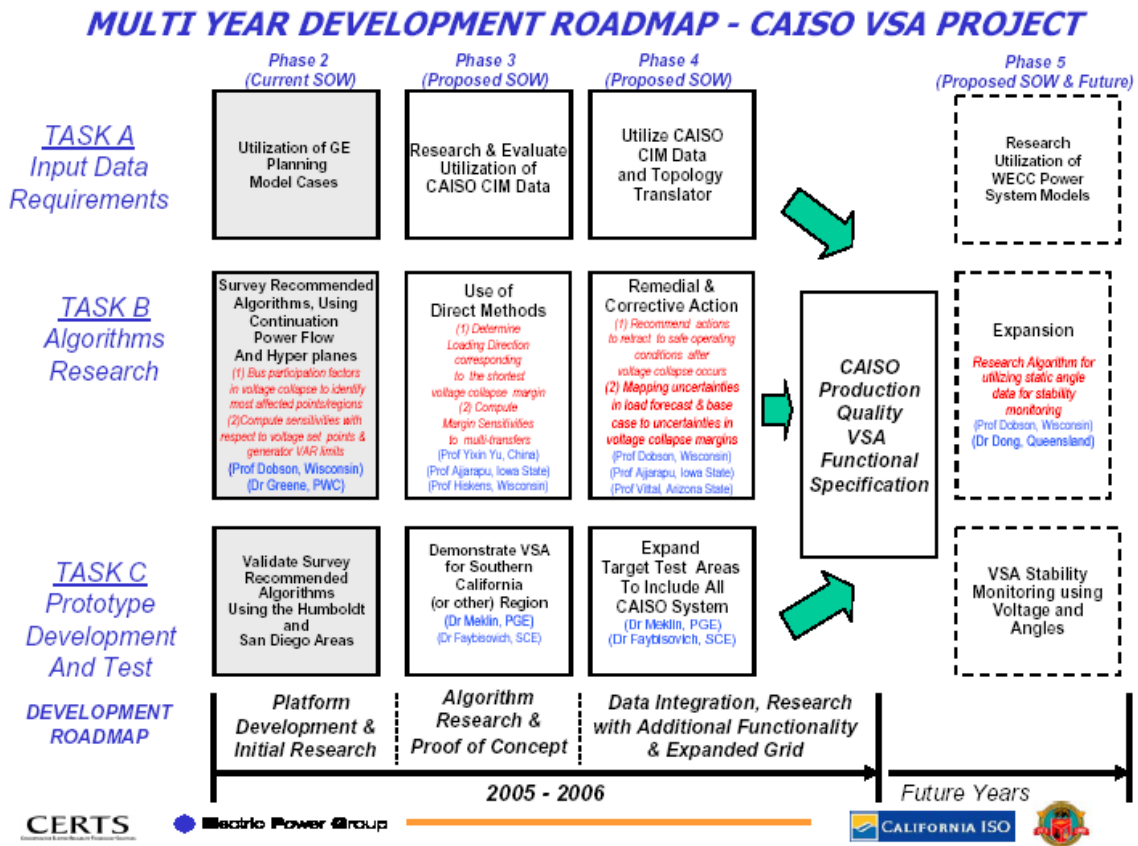 MULTI YEAR DEVELOPMENT ROADMAP - CAISO VSA PROJECT
Phase 2
(Current SOW)
Phase 3
(Proposed SOW)
Phase 4
(Proposed SOW)
Phase 5
(Proposed SOW & Future)
TASK A
Input Data
Requirements
Utilization of GE
Planning
Model Cases
Research & Evaluate
Utilization of
CAISO CIM Data
Utilize CAISO
CIM Data
and Topology
Translator
Research
Utilization of
WECC Power
System Models
TASK B
Algorithms
Research
Survey Recommended
Algorithms, Using
Continuation
Power Flow
And Hyper planes
(1) Bus participation factors
in voltage collapse to identify
most affected points/regions
(2)Compute sensitivities with
respect to voltage set points &
generator VAR limits
(Prof Dobson, Wisconsin)
(Dr Greene, PWC)
Use of
Direct Methods
(1) Determine
Loading Direction
corresponding
to the shortest
voltage collapse margin
(2) Compute
Margin Sensitivities
to multi-transfers
(Prof Yixin Yu, China)
(Prof Ajjarapu, Iowa State)
(Prof Hiskens, Wisconsin)
Remedial &
Corrective Action
(1) Recommend actions
to retract to safe operating
conditions after
voltage collapse occurs
(2) Mapping uncertainties
in load forecast & base
case to uncertainties in
voltage collapse margins
(Prof Dobson, Wisconsin)
(Prof Ajjarapu, Iowa State)
(Prof Vittal, Arizona State)
CAISO
Production
Quality
VSA
Functional
Specification
Expansion
Research Algorithm for
utilizing static angle
data for stability
monitoring
(Prof Dobson, Wisconsin)
(Dr Dong, Queensland)
TASK C
Prototype
Development
And Test
Validate Survey
Recommended
Algorithms
Using the Humboldt
and
San Diego Areas
Demonstrate VSA
for Southern
California
(or other) Region
(Dr Meklin, PGE)
(Dr Faybisovich, SCE)
Expand
Target Test Areas
To Include All
CAISO System
(Dr Meklin, PGE)
(Dr Faybisovich, SCE)
VSA Stability
Monitoring using
Voltage and
Angles
DEVELOPMENT
ROADMAP
Platform
Development &
Initial Research
Algorithm
Research &
Proof of Concept
Data Integration, Research
with Additional Functionality
& Expanded Grid
2005 - 2006
Future Years
CERTS
Electric Power Group
CALIFORNIA ISO